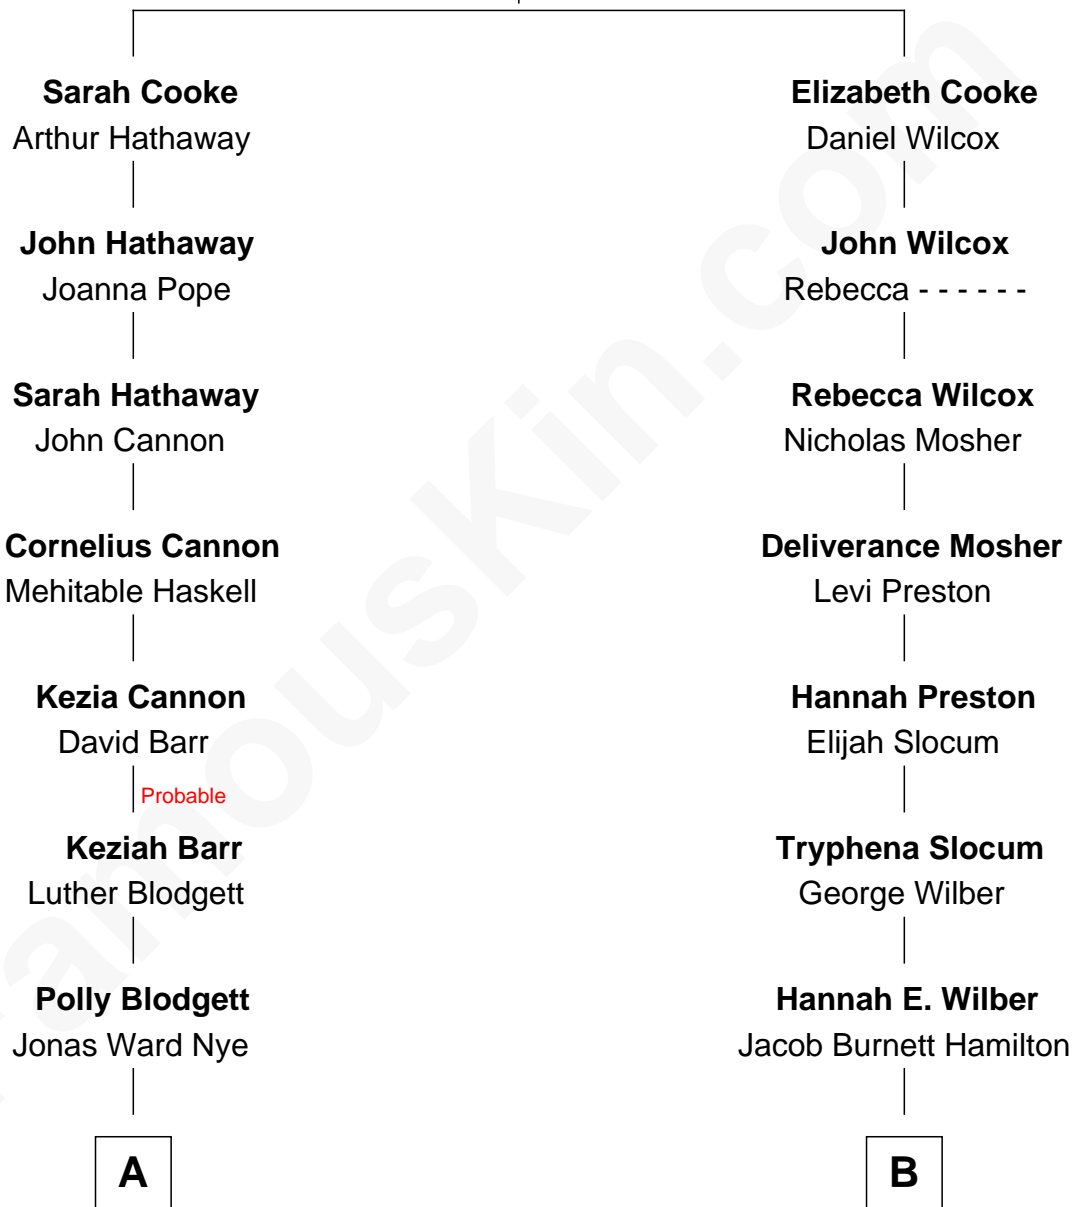 Sarah Cooke
Arthur Hathaway
John Hathaway
Joanna Pope
Sarah Hathaway
John Cannon
Cornelius Cannon
Mehitable Haskell
Kezia Cannon
David Barr
Probable
Keziah Barr
Luther Blodgett
Polly Blodgett
Jonas Ward Nye
A
Elizabeth Cooke
Daniel Wilcox
John Wilcox
Rebecca - - - - - -
Rebecca Wilcox
Nicholas Mosher
Deliverance Mosher
Levi Preston
Hannah Preston
Elijah Slocum
Tryphena Slocum
George Wilber
Hannah E. Wilber
Jacob Burnett Hamilton
B
FamousKin.com